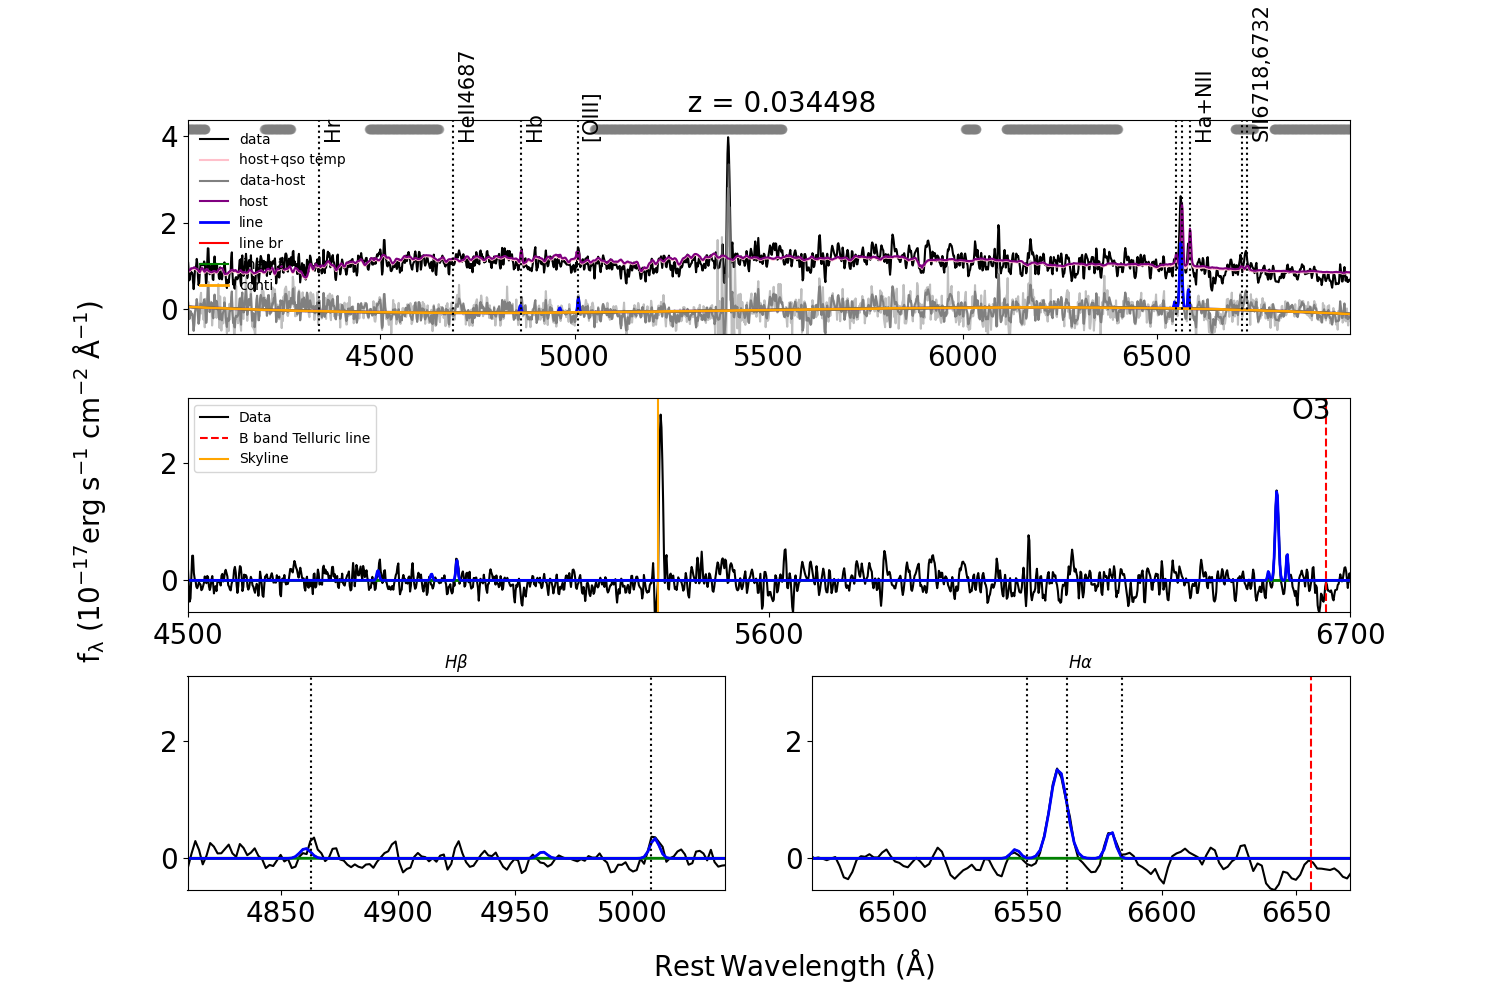 z = 0.034498
Hr
HeII4687
Hb
[OIII]
Ha+NII
SII6718,6732
data
host+qso temp
data-host
host
line
line br
conti
4
2
0
4500
5000
5500
6000
6500
fλ (10⁻¹⁷erg s⁻¹ cm⁻² Å⁻¹)
O3
Data
B band Telluric line
Skyline
2
0
4500
5600
6700
Hβ
2
0
4850
4900
4950
5000
Hα
2
0
6500
6550
6600
6650
Rest Wavelength (Å)